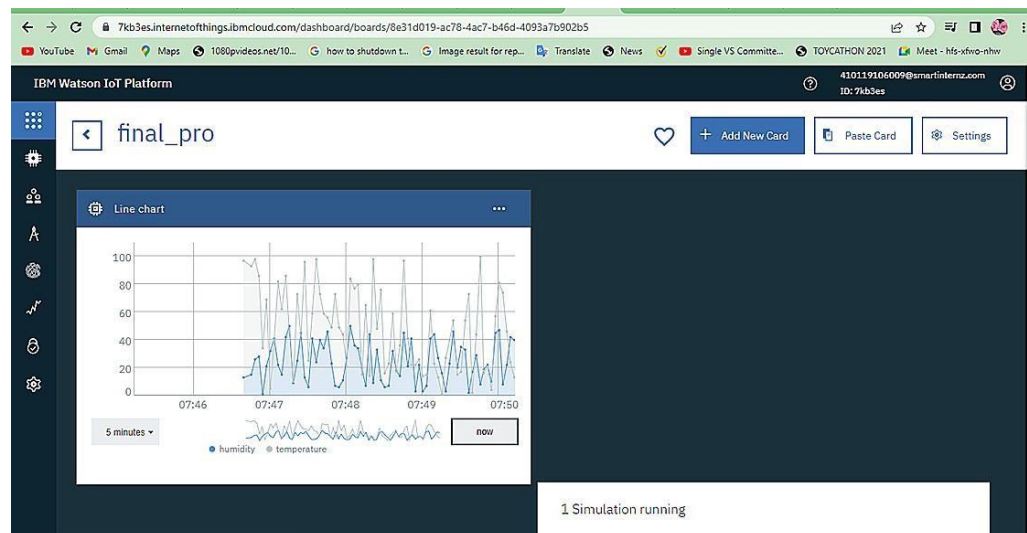 7kb3es.internetofthings.ibmcloud.com/dashboard/boards/8e31d019-ac78-4ac7-b46d-4093a7b902b5
YouTube Gmail Maps 1080pvideos.net/10... how to shutdown t... Image result for rep... Translate News Single VS Committe... TOYCATHON 2021 Meet - hfs-xfwo-nhw
IBM Watson IoT Platform
410119106009@smartinternz.com
ID: 7kb3es
final_pro
+ Add New Card
Paste Card
Settings
Line chart
100
80
60
40
20
0
07:46 07:47 07:48 07:49 07:50
5 minutes
now
humidity temperature
1 Simulation running